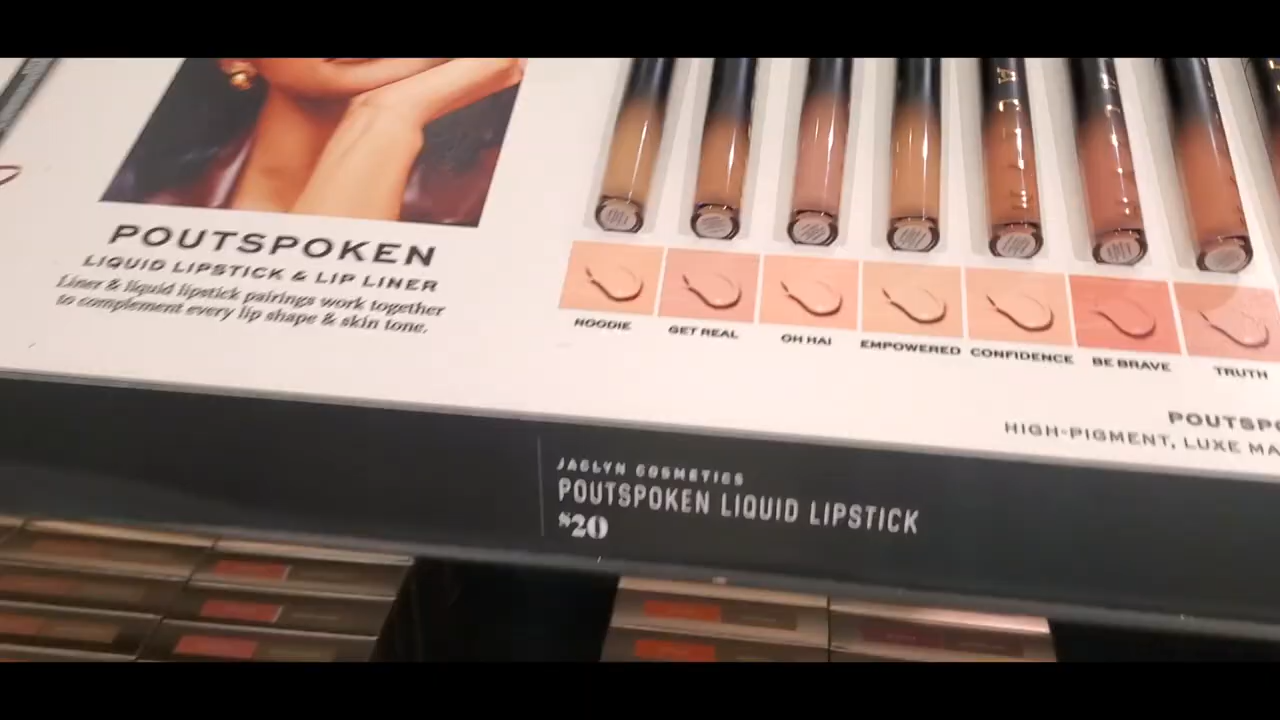 POUTSPOKEN
LIQUID LIPSTICK & LIP LINER
Liner & liquid lipstick pairings work together
to complement every lip shape & skin tone.
NOODIE
GET REAL
OH HAI
EMPOWERED
CONFIDENCE
BE BRAVE
TRUTH
HIGH-PIGMENT, LUXE
JACLYN COSMETICS
POUTSPOKEN LIQUID LIPSTICK
$20